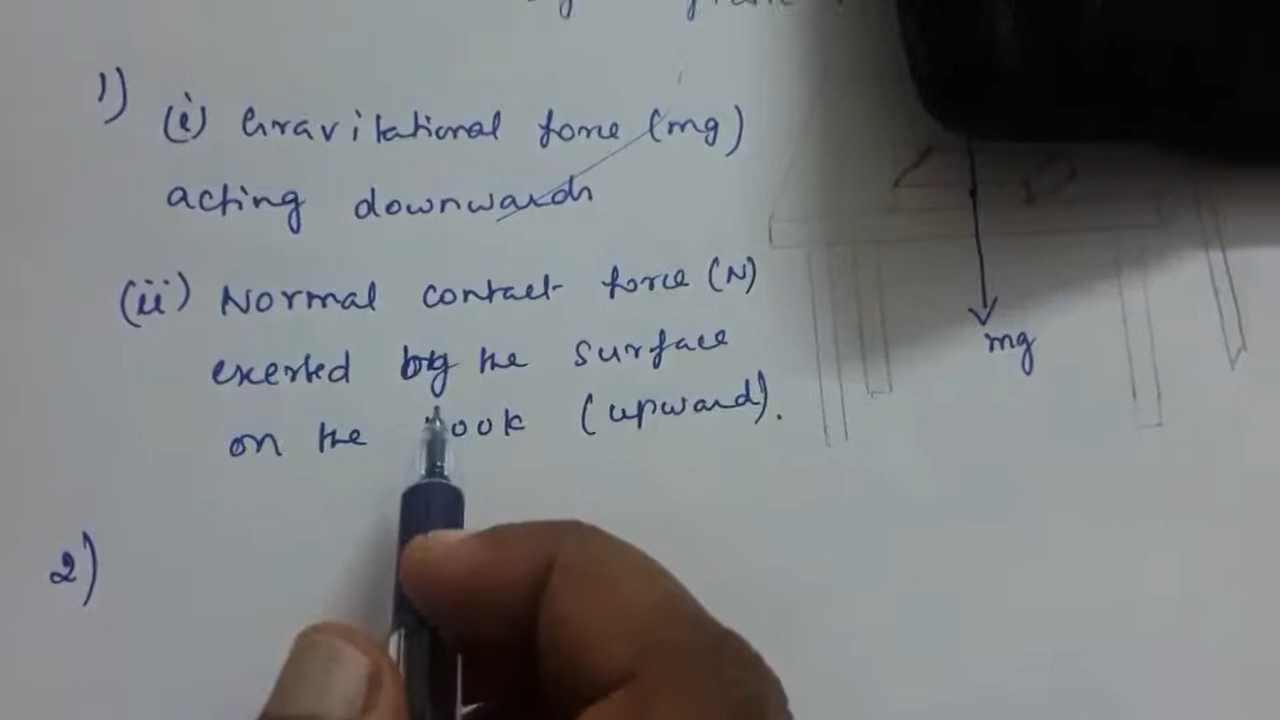 1) (i) Gravitational force (mg)
acting downwards
(ii) Normal contact force (N)
exerted by the surface
on the book (upward).
mg
2)